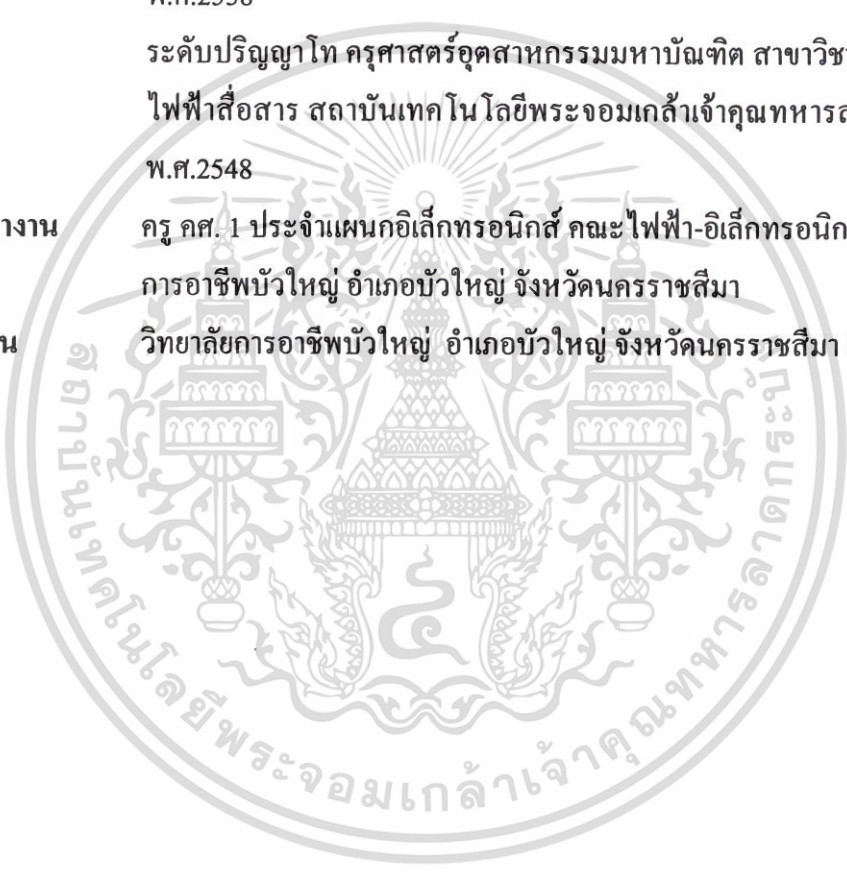 พ.ศ.2538
ระดับปริญญาโท ครุศาสตร์อุตสาหกรรมมหาบัณฑิต สาขาวิชา
ไฟฟ้าสื่อสาร สถาบันเทคโนโลยีพระจอมเกล้าเจ้าคุณทหารล
พ.ศ.2548
างาน ครู คศ. 1 ประจำแผนกอิเล็กทรอนิกส์ คณะไฟฟ้า-อิเล็กทรอนิก
การอาชีพบัวใหญ่ อำเภอบัวใหญ่ จังหวัดนครราชสีมา
น วิทยาลัยการอาชีพบัวใหญ่ อำเภอบัวใหญ่ จังหวัดนครราชสีมา
สถาบันเทคโนโลยีพระจอมเกล้าเจ้าคุณทหารลาดกระบัง